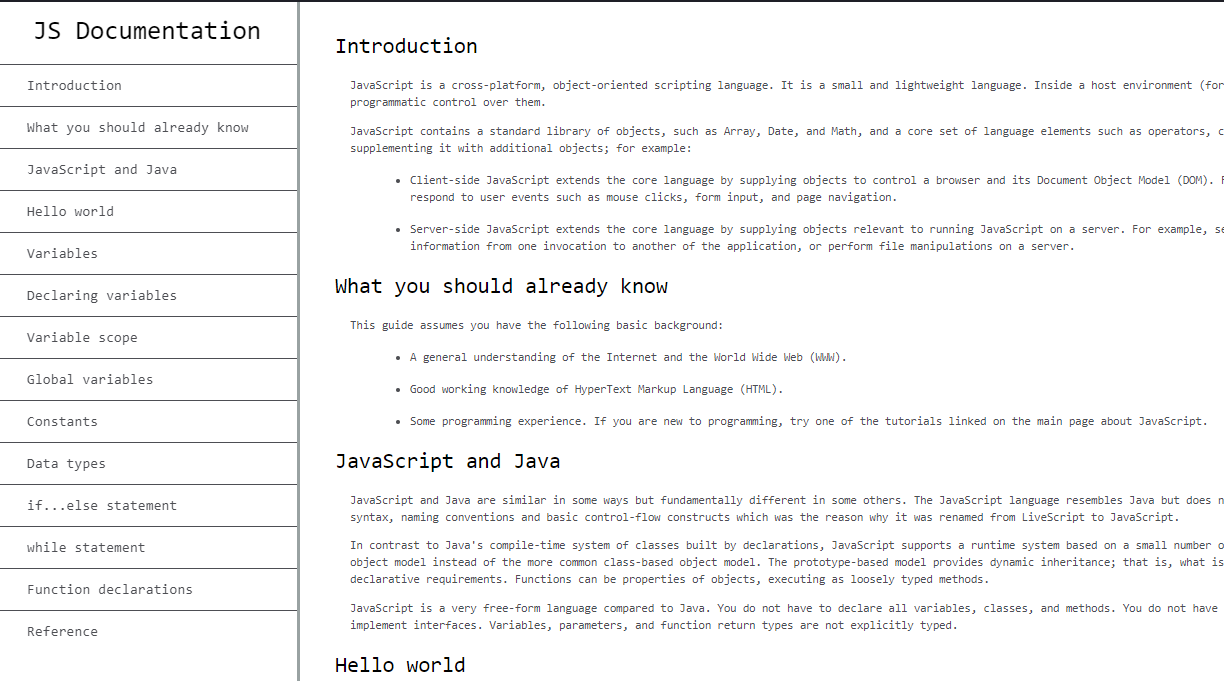 JS Documentation
Introduction
What you should already know
JavaScript and Java
Hello world
Variables
Declaring variables
Variable scope
Global variables
Constants
Data types
if...else statement
while statement
Function declarations
Reference
Introduction
JavaScript is a cross-platform, object-oriented scripting language. It is a small and lightweight language. Inside a host environment (for
programmatic control over them.
JavaScript contains a standard library of objects, such as Array, Date, and Math, and a core set of language elements such as operators,
supplementing it with additional objects; for example:
• Client-side JavaScript extends the core language by supplying objects to control a browser and its Document Object Model (DOM).
respond to user events such as mouse clicks, form input, and page navigation.
• Server-side JavaScript extends the core language by supplying objects relevant to running JavaScript on a server. For example,
information from one invocation to another of the application, or perform file manipulations on a server.
What you should already know
This guide assumes you have the following basic background:
• A general understanding of the Internet and the World Wide Web (WWW).
• Good working knowledge of HyperText Markup Language (HTML).
• Some programming experience. If you are new to programming, try one of the tutorials linked on the main page about JavaScript.
JavaScript and Java
JavaScript and Java are similar in some ways but fundamentally different in some others. The JavaScript language resembles Java but does
syntax, naming conventions and basic control-flow constructs which was the reason why it was renamed from LiveScript to JavaScript.
In contrast to Java's compile-time system of classes built by declarations, JavaScript supports a runtime system based on a small number
object model instead of the more common class-based object model. The prototype-based model provides dynamic inheritance; that is, what is
declarative requirements. Functions can be properties of objects, executing as loosely typed methods.
JavaScript is a very free-form language compared to Java. You do not have to declare all variables, classes, and methods. You do not have
implement interfaces. Variables, parameters, and function return types are not explicitly typed.
Hello world